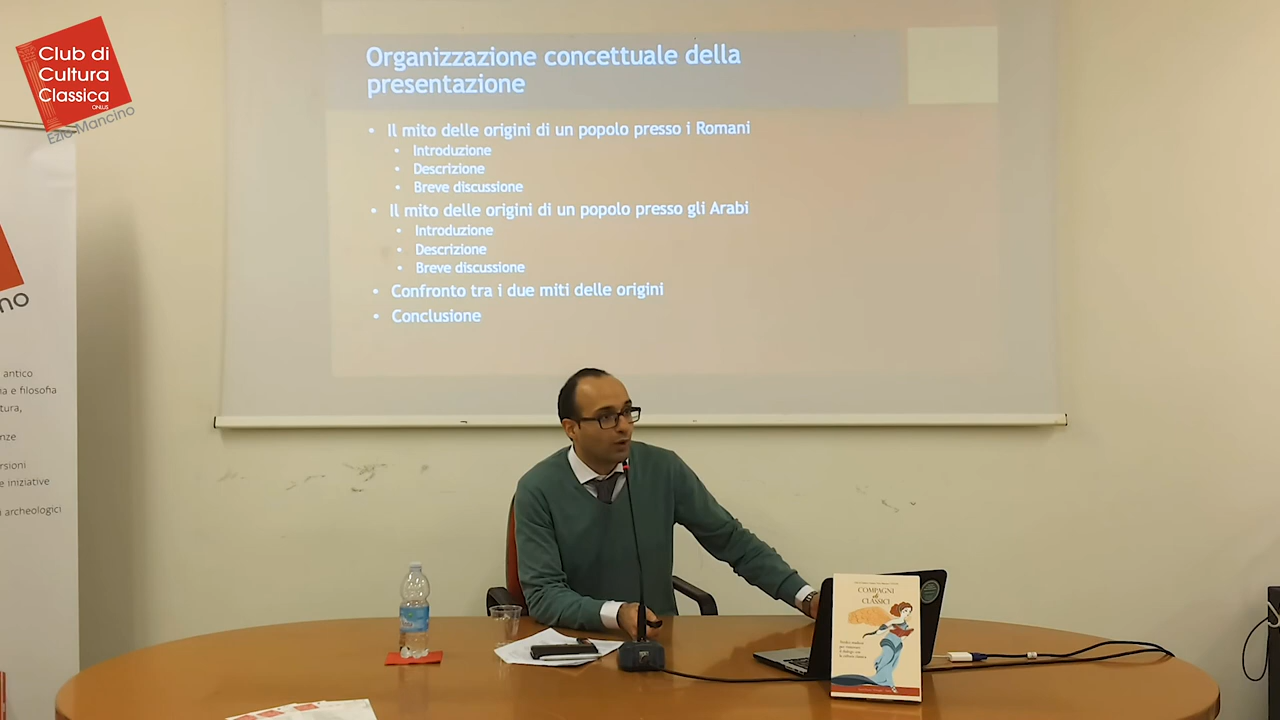 Club di
Cultura
Classica
ONLUS
Ezio Mancino
Organizzazione concettuale della
presentazione
• Il mito delle origini di un popolo presso i Romani
• Introduzione
• Descrizione
• Breve discussione
• Il mito delle origini di un popolo presso gli Arabi
• Introduzione
• Descrizione
• Breve discussione
• Confronto tra i due miti delle origini
• Conclusione
no
antico
ia e filosofia
tura,
nze
rsioni
e iniziative
i archeologici
COMPAGNI
di
CLASSICI